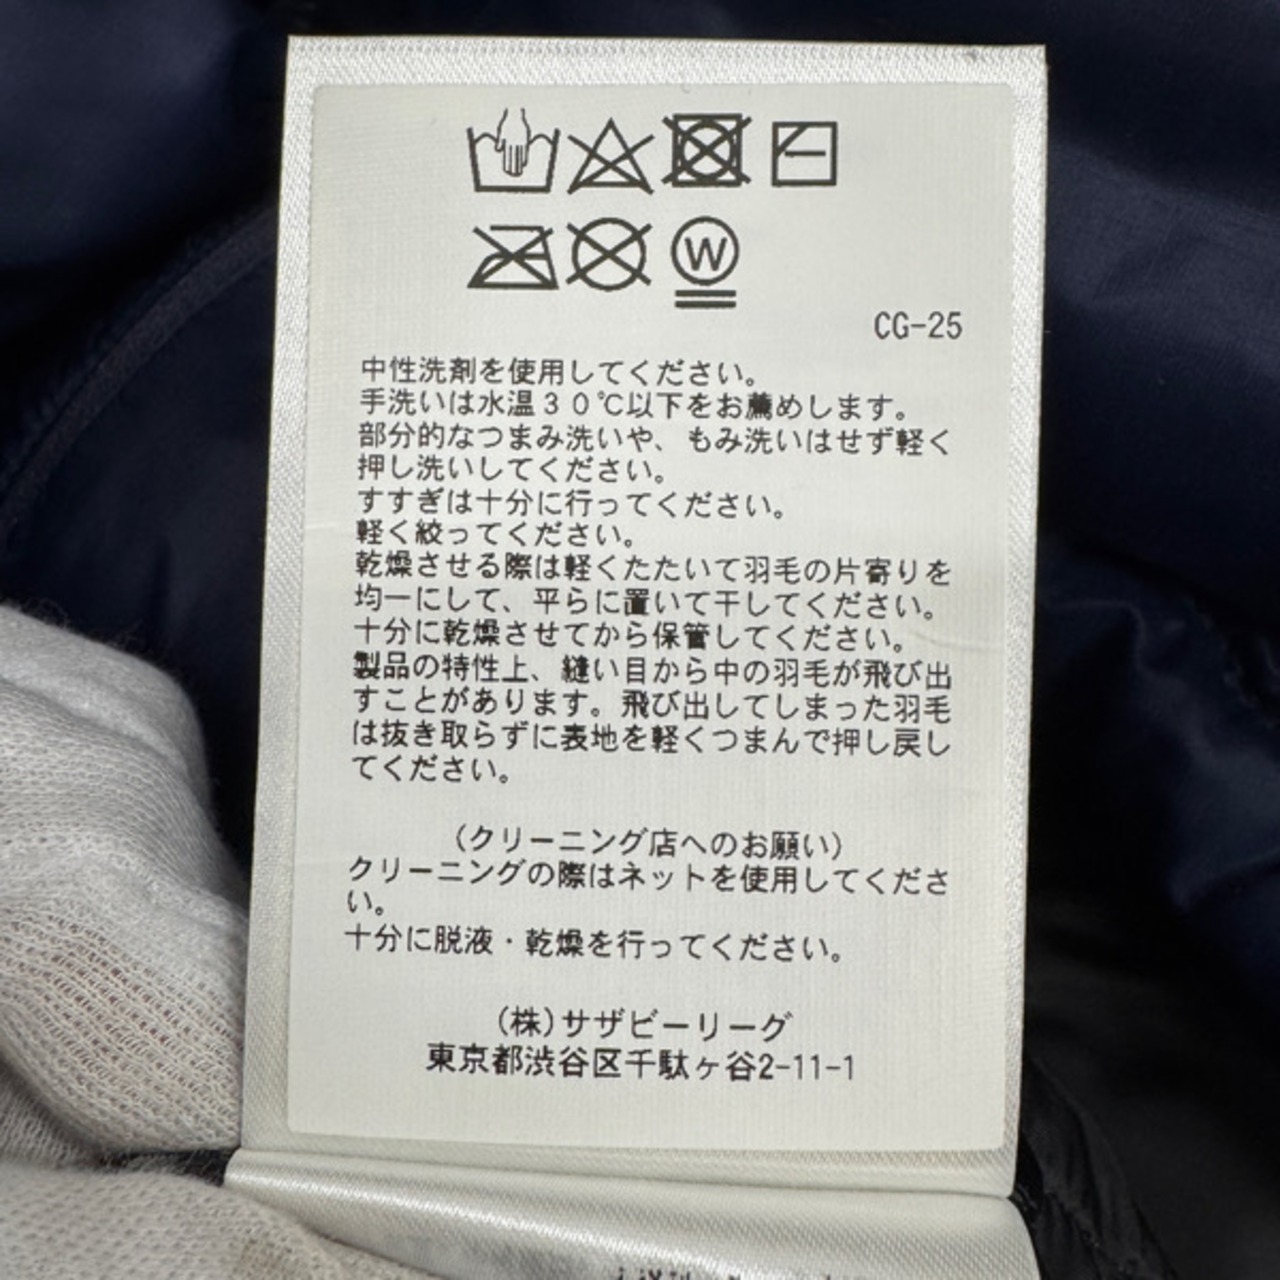 W
CG-25
中性洗剤を使用してください。
手洗いは水温30℃以下をお薦めします。
部分的なつまみ洗いや、もみ洗いはせず軽く
押し洗いしてください。
すすぎは十分に行ってください。
軽く絞ってください。
乾燥させる際は軽くたたいて羽毛の片寄りを
均一にして、平らに置いて干してください。
十分に乾燥させてから保管してください。
製品の特性上、縫い目から中の羽毛が飛び出
すことがあります。飛び出してしまった羽毛
は抜き取らずに表地を軽くつまんで押し戻し
てください。
(クリーニング店へのお願い)
クリーニングの際はネットを使用してくださ
い。
十分に脱液・乾燥を行ってください。
(株)サザビーリーグ
東京都渋谷区千駄ヶ谷2-11-1